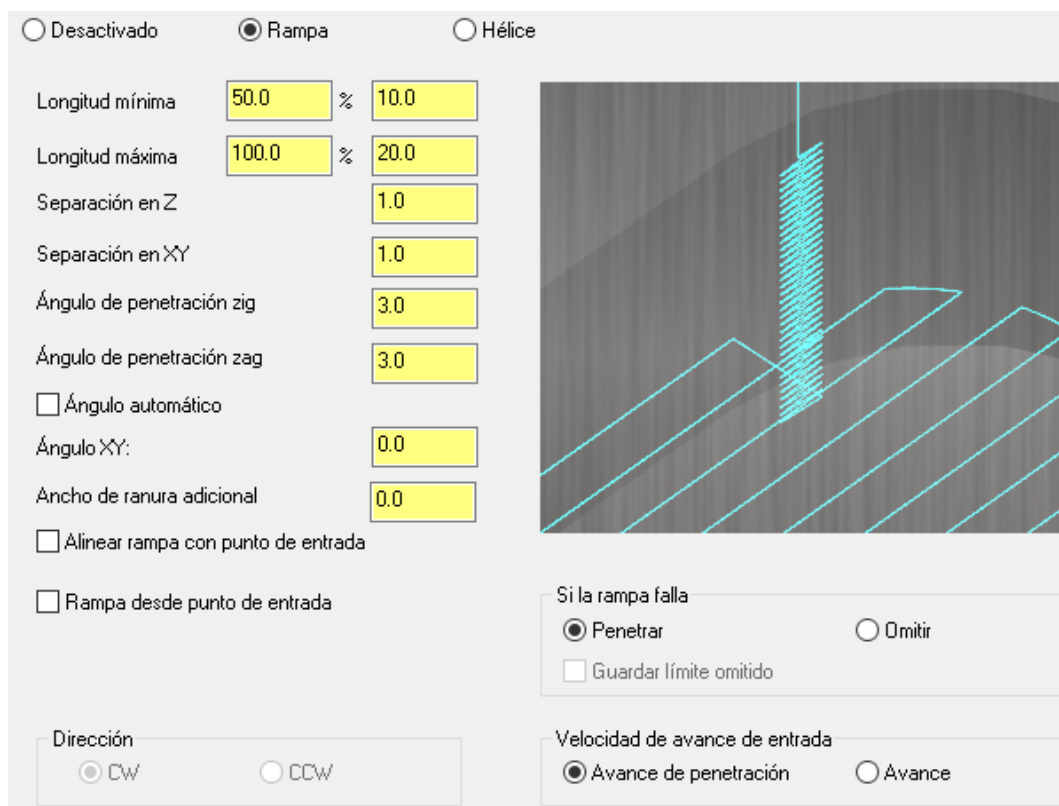 Desactivado Rampa Hélice
Longitud mínima 50.0 % 10.0
Longitud máxima 100.0 % 20.0
Separación en Z 1.0
Separación en XY 1.0
Ángulo de penetración zig 3.0
Ángulo de penetración zag 3.0
Ángulo automático
Ángulo XY: 0.0
Ancho de ranura adicional 0.0
Alinear rampa con punto de entrada
Rampa desde punto de entrada
Si la rampa falla
Penetrar Omitir
Guardar límite omitido
Dirección
CW CCW
Velocidad de avance de entrada
Avance de penetración Avance